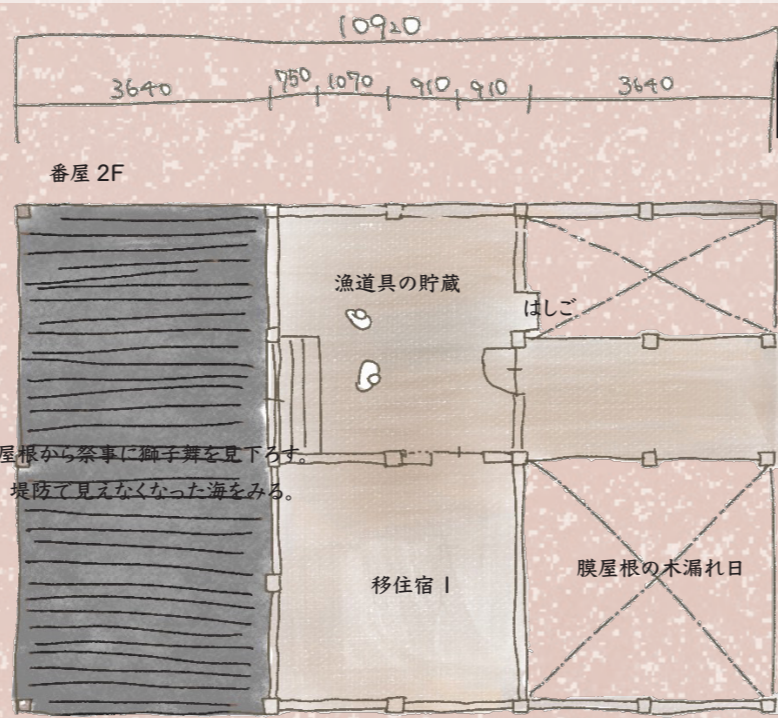 10920
3640 750 1070 910 910 3640
番屋 2F
漁道具の貯蔵
はしご
屋根から祭事に獅子舞を見下ろす。
堤防で見えなくなった海をみる。
移住宿 1
膜屋根の木漏れ日